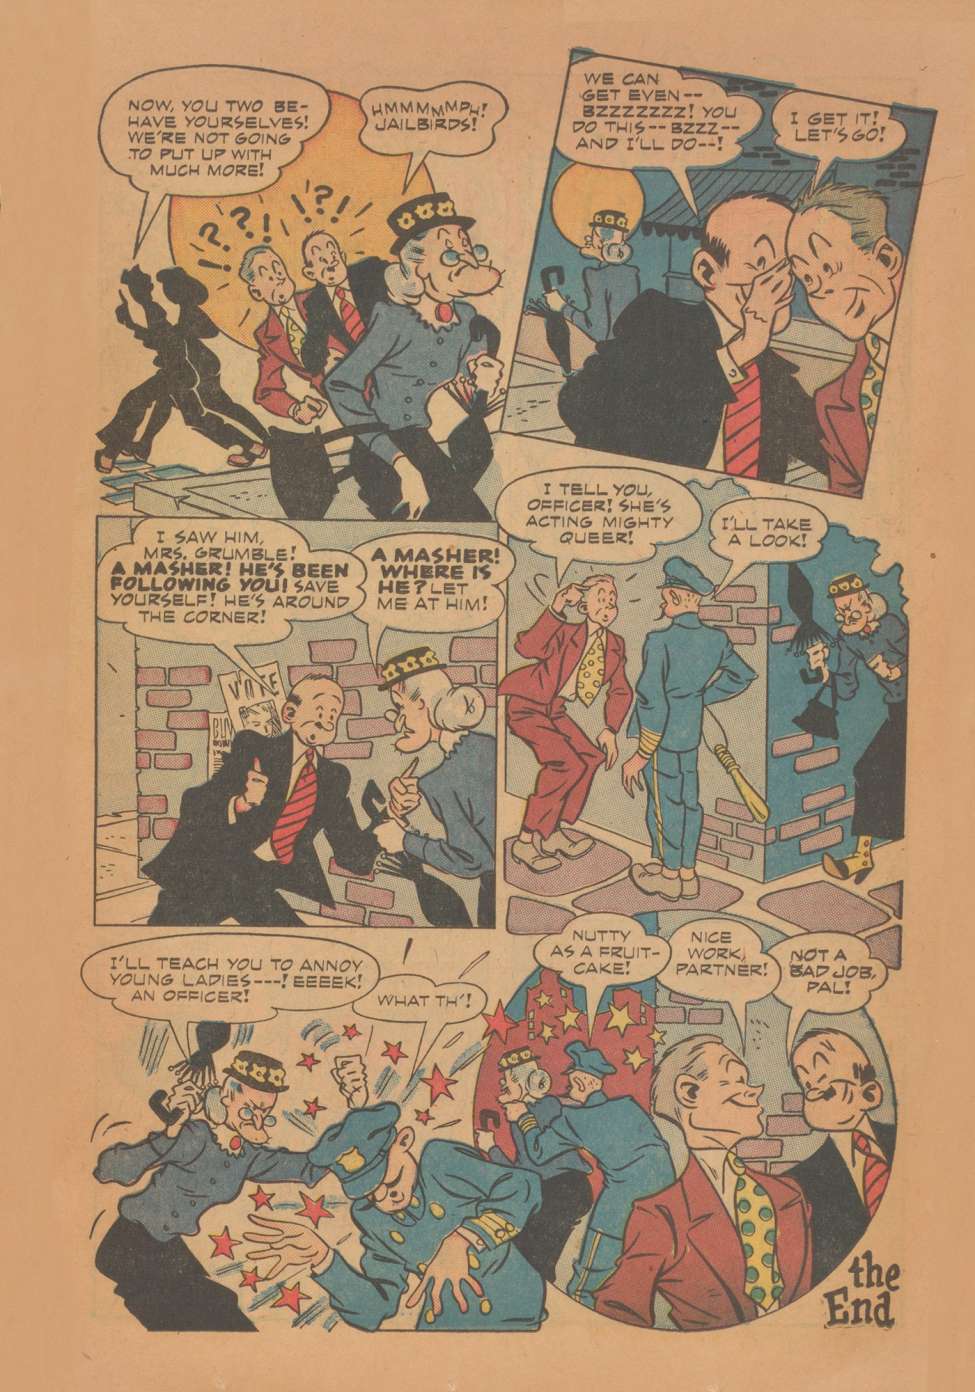 NOW, YOU TWO BE-
HAVE YOURSELVES!
WE'RE NOT GOING
TO PUT UP WITH
MUCH MORE!
HMMMMMPH!
JAILBIRDS!
?!?!
!?!?
WE CAN
GET EVEN--
BZZZZZZZ! YOU
DO THIS--BZZZ--
AND I'LL DO--!
I GET IT!
LET'S GO!
I SAW HIM,
MRS. GRUMBLE!
A MASHER! HE'S BEEN
FOLLOWING YOU! SAVE
YOURSELF! HE'S AROUND
THE CORNER!
A MASHER!
WHERE IS
HE? LET
ME AT HIM!
VOTE
I TELL YOU,
OFFICER! SHE'S
ACTING MIGHTY
QUEER!
I'LL TAKE
A LOOK!
I'LL TEACH YOU TO ANNOY
YOUNG LADIES---! EEEEK!
AN OFFICER!
!
WHAT TH'!
NUTTY
AS A FRUIT-
CAKE!
NICE
WORK,
PARTNER!
NOT A
BAD JOB,
PAL!
the
End